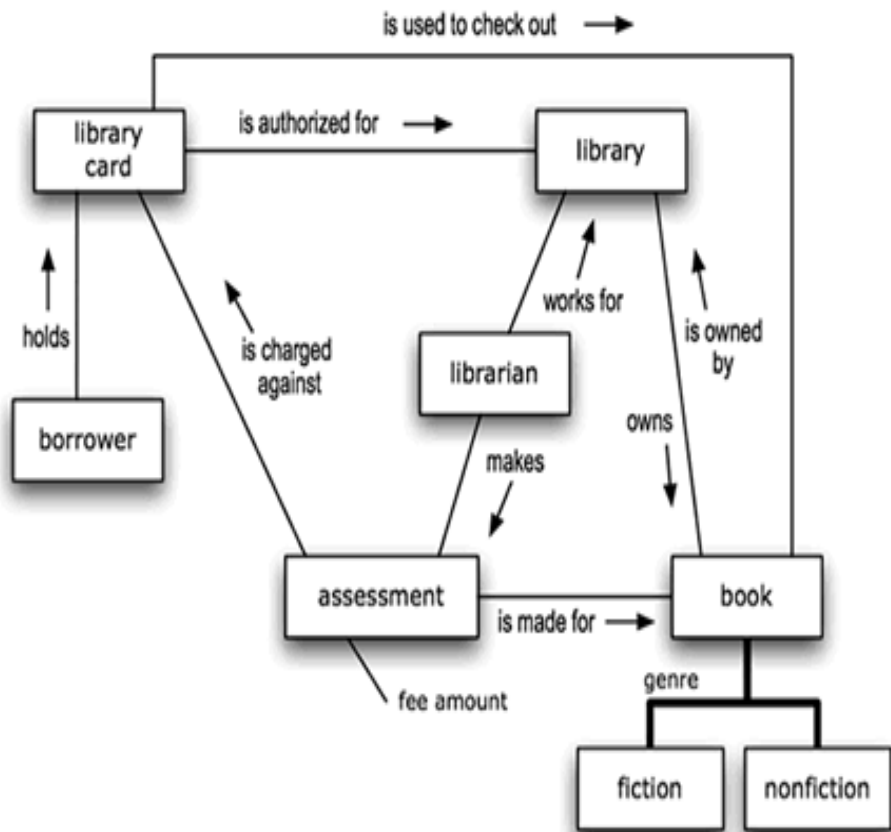 is used to check out
library
card
is authorized for
library
holds
is charged
against
works for
is owned
by
librarian
borrower
owns
makes
assessment
book
is made for
fee amount
genre
fiction
nonfiction